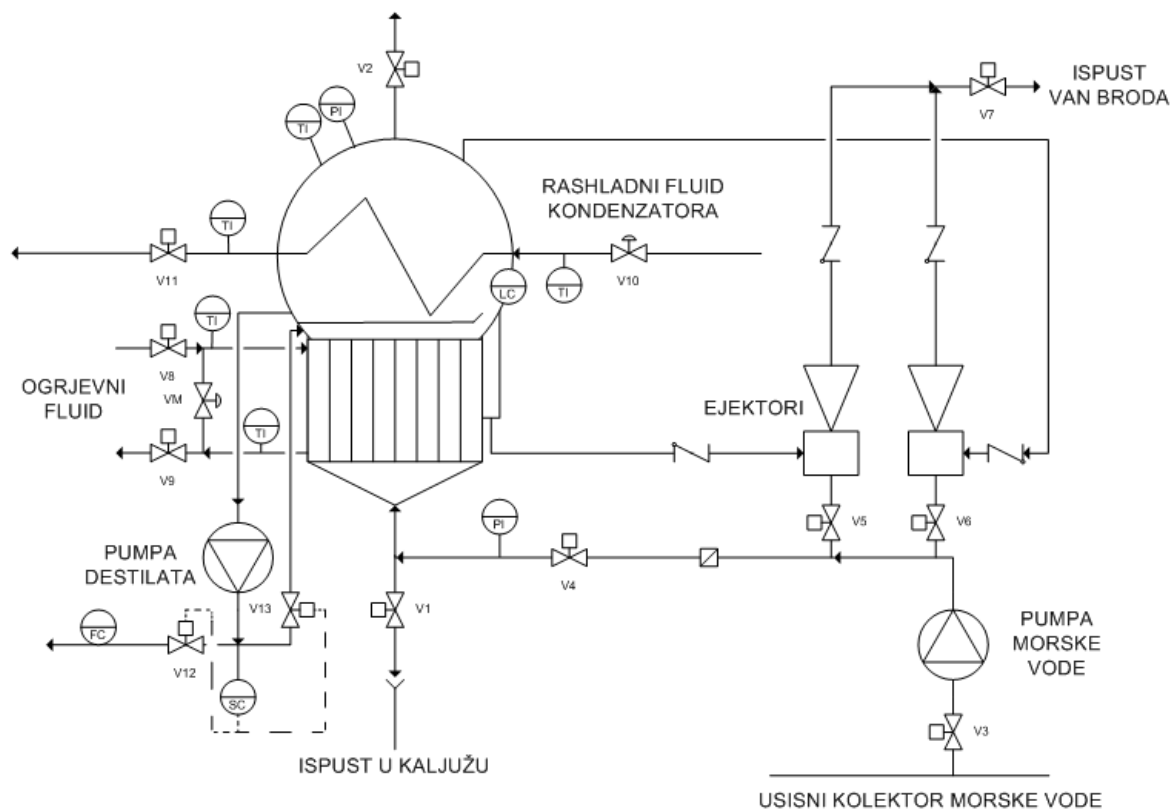 V2
PI
TI
V7
ISPUST
VAN BRODA
RASHLADNI FLUID
KONDENZATORA
TI
V11
V10
TI
LC
TI
V8
OGRJEVNI
FLUID
VM
TI
V9
EJEKTORI
V5
V6
PI
V4
PUMPA
DESTILATA
V13
V1
FC
V12
SC
PUMPA
MORSKE
VODE
V3
ISPUST U KALJUŽU
USISNI KOLEKTOR MORSKE VODE